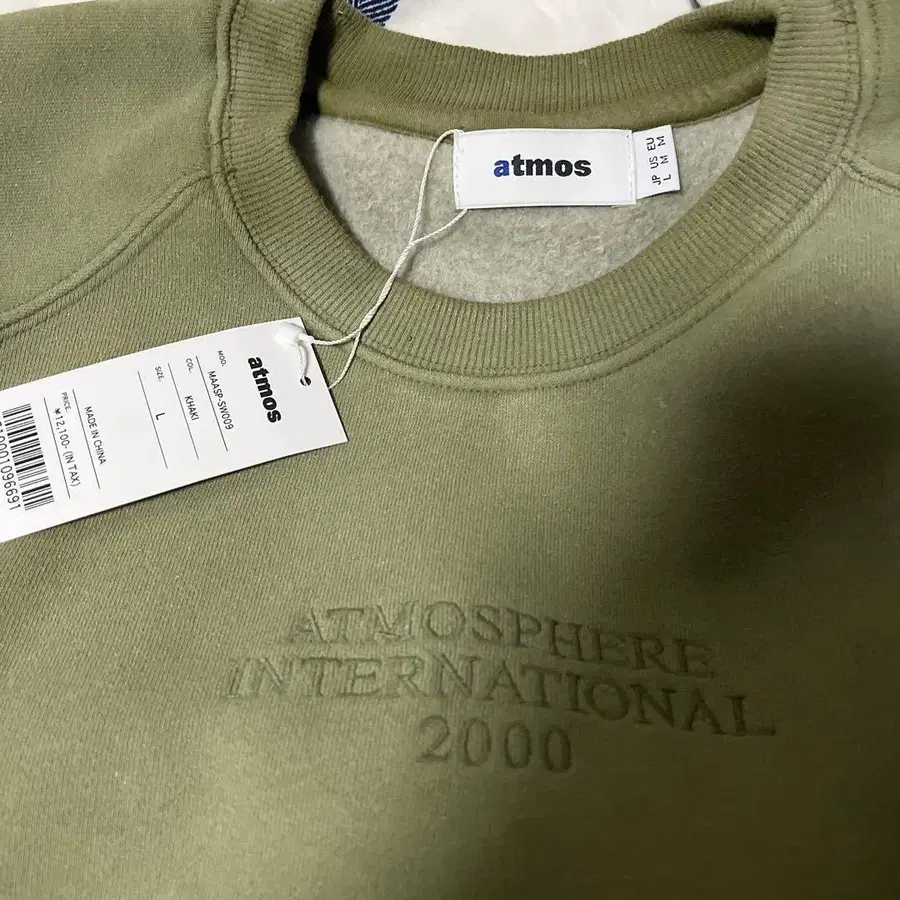 atmos
JP US EU
L M M
atmos
MOD. MAASP-SW009
COL. KHAKI
SIZE. L
MADE IN CHINA
PRICE. ¥12,100- (IN TAX)
ATMOSPHERE
INTERNATIONAL
2000